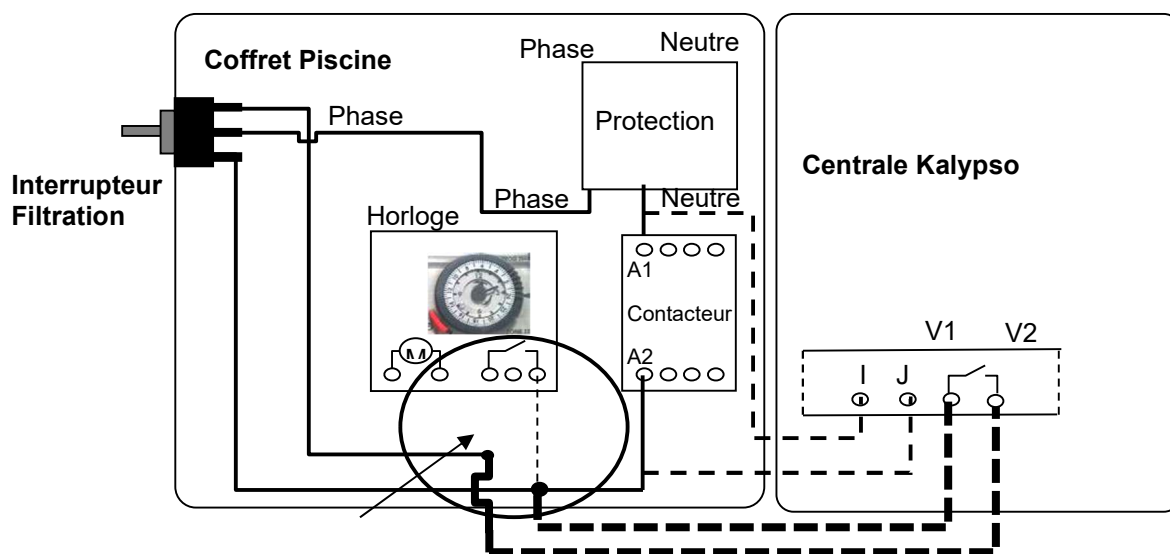 Phase
Neutre
Coffret Piscine
Protection
Phase
Centrale Kalypso
Interrupteur
Filtration
Phase
Neutre
Horloge
A1
Contacteur
A2
V1
V2
I
J
M